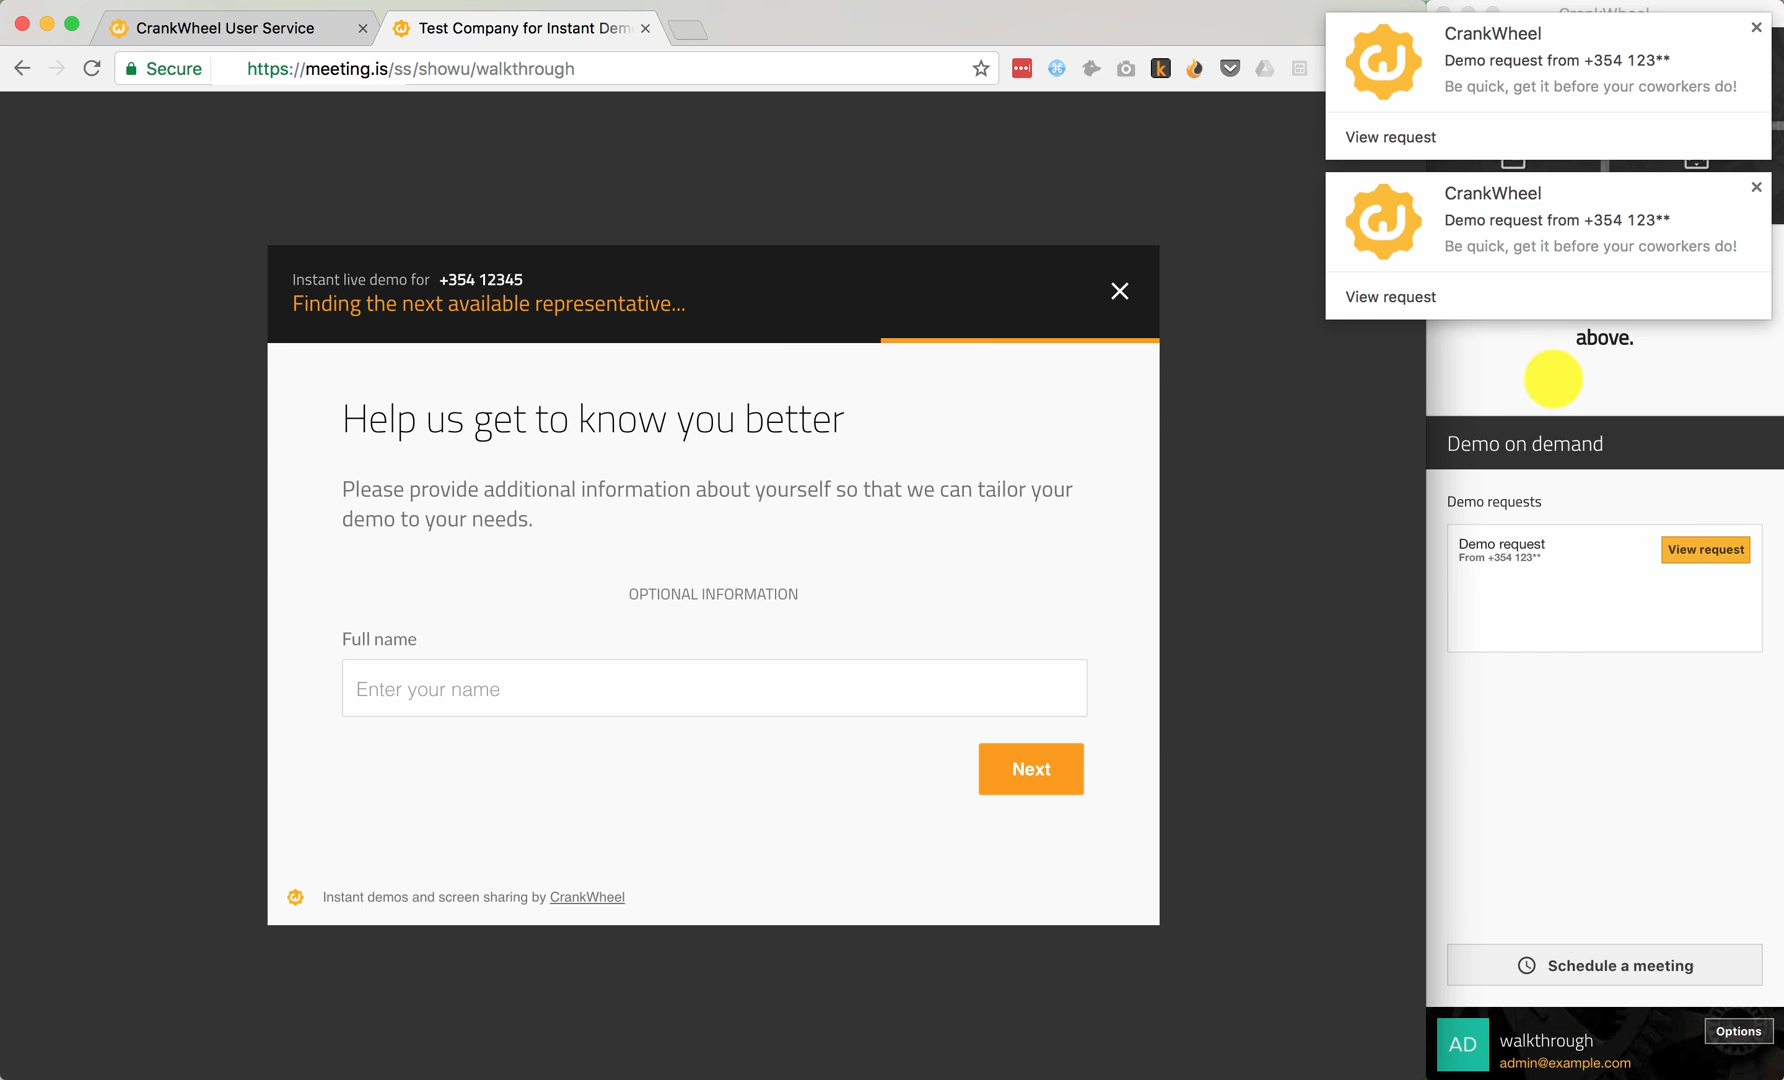 CrankWheel User Service
Test Company for Instant Dem
Secure
https://meeting.is/ss/showu/walkthrough
CrankWheel
Demo request from +354 123**
Be quick, get it before your coworkers do!
View request
CrankWheel
Demo request from +354 123**
Be quick, get it before your coworkers do!
View request
above.
Instant live demo for +354 12345
Finding the next available representative...
Help us get to know you better
Please provide additional information about yourself so that we can tailor your
demo to your needs.
OPTIONAL INFORMATION
Full name
Enter your name
Next
Instant demos and screen sharing by CrankWheel
Demo on demand
Demo requests
Demo request
From +354 123**
View request
Schedule a meeting
AD
walkthrough
admin@example.com
Options